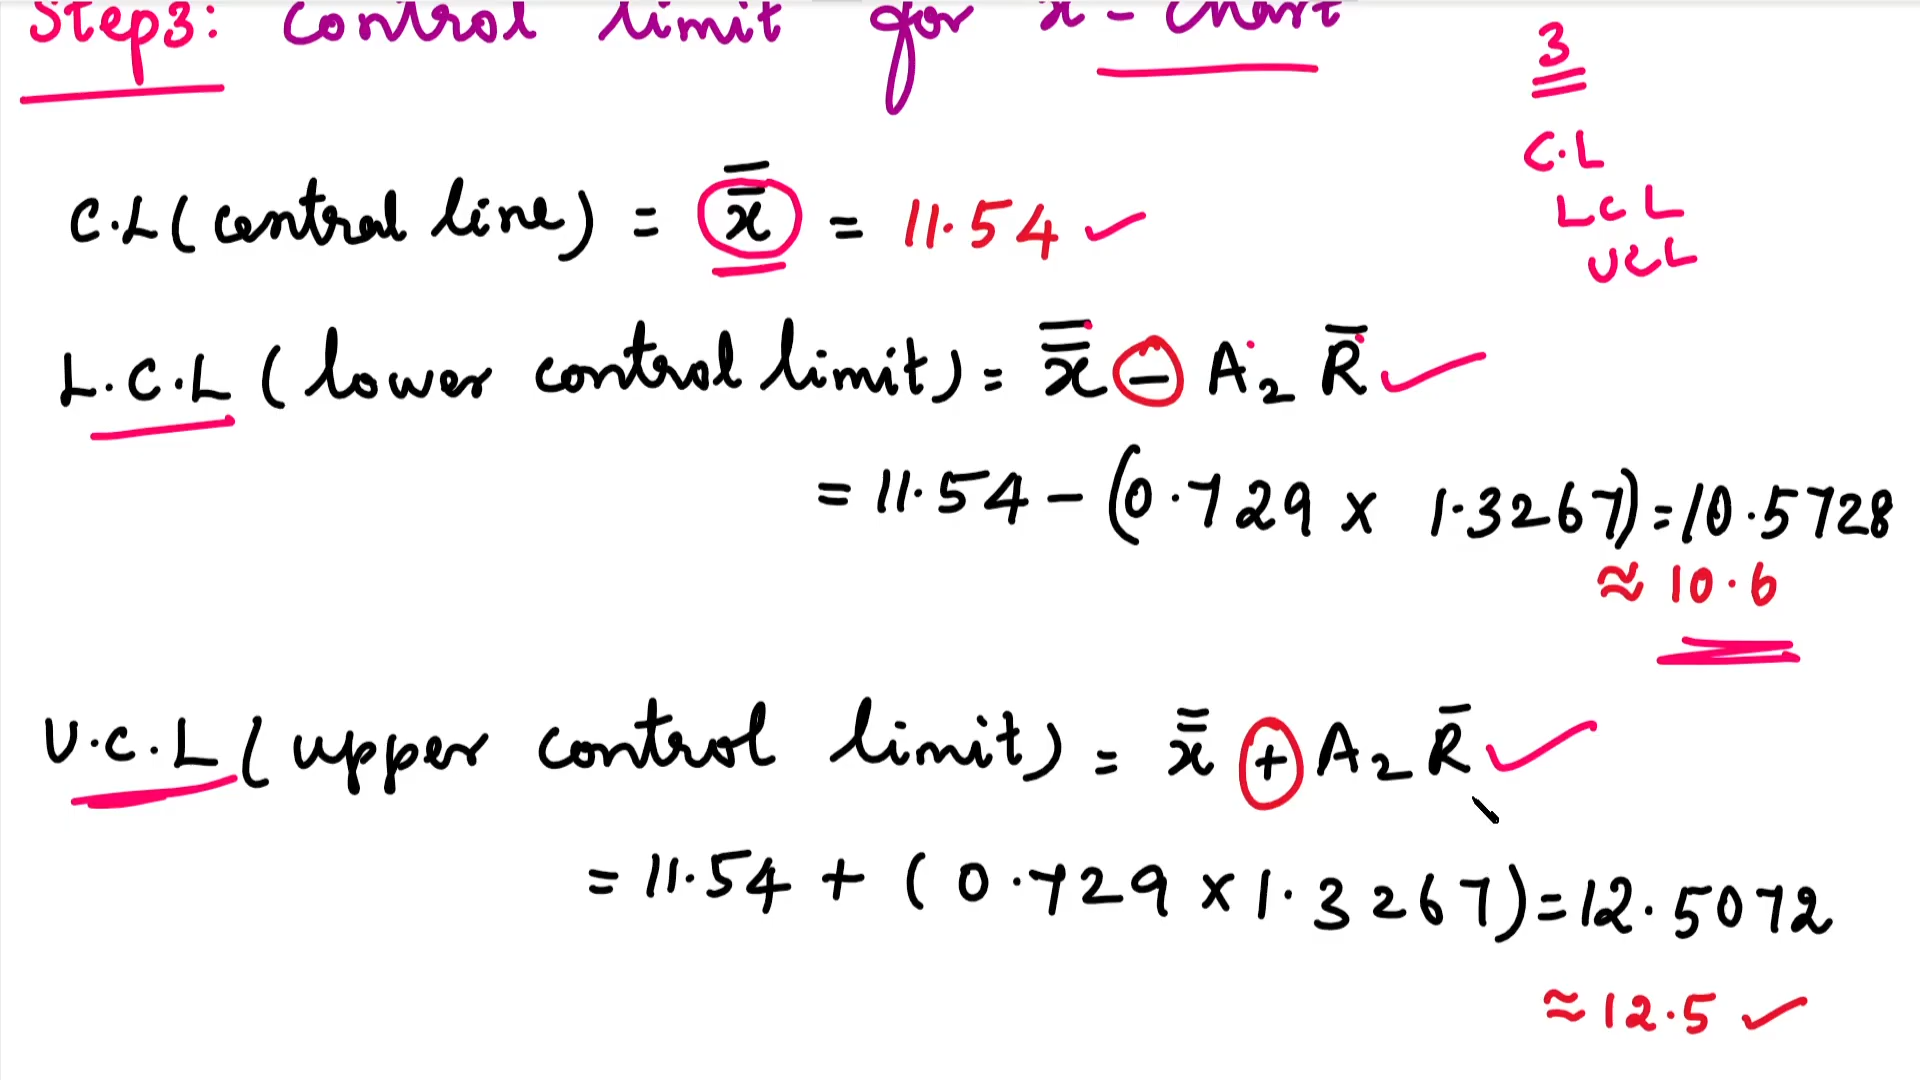 Step3: Control limit for x̄ - chart
3
C.L
LCL
UCL
C.L (central line) = x̿ = 11.54 ✓
L.C.L (lower control limit) = x̿ − A₂ R̄ ✓
= 11.54 − (0.729 × 1.3267) = 10.5728
≈ 10.6
U.C.L (upper control limit) = x̿ + A₂ R̄ ✓
= 11.54 + (0.729 × 1.3267) = 12.5072
≈ 12.5 ✓